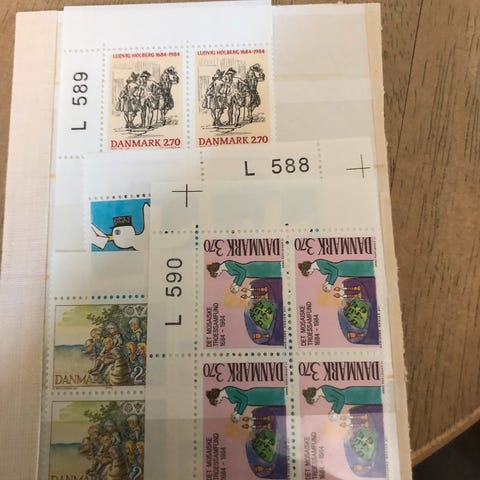 L 589
LUDVIG HOLBERG 1684-1984
DANMARK 2.70
LUDVIG HOLBERG 1684-1984
DANMARK 2.70
L 588
L 590
DANMARK 3.70
DET MOSAISKE
TROESSAMFUND
1684 - 1984
DANMARK 3.70
DET MOSAISKE
TROESSAMFUND
1684 - 1984
DANMARK
DANMARK 3.70
DET MOSAISKE
TROESSAMFUND
1684 - 1984
DANMARK 3.70
DET MOSAISKE
TROESSAMFUND
1684 - 1984
DANMARK